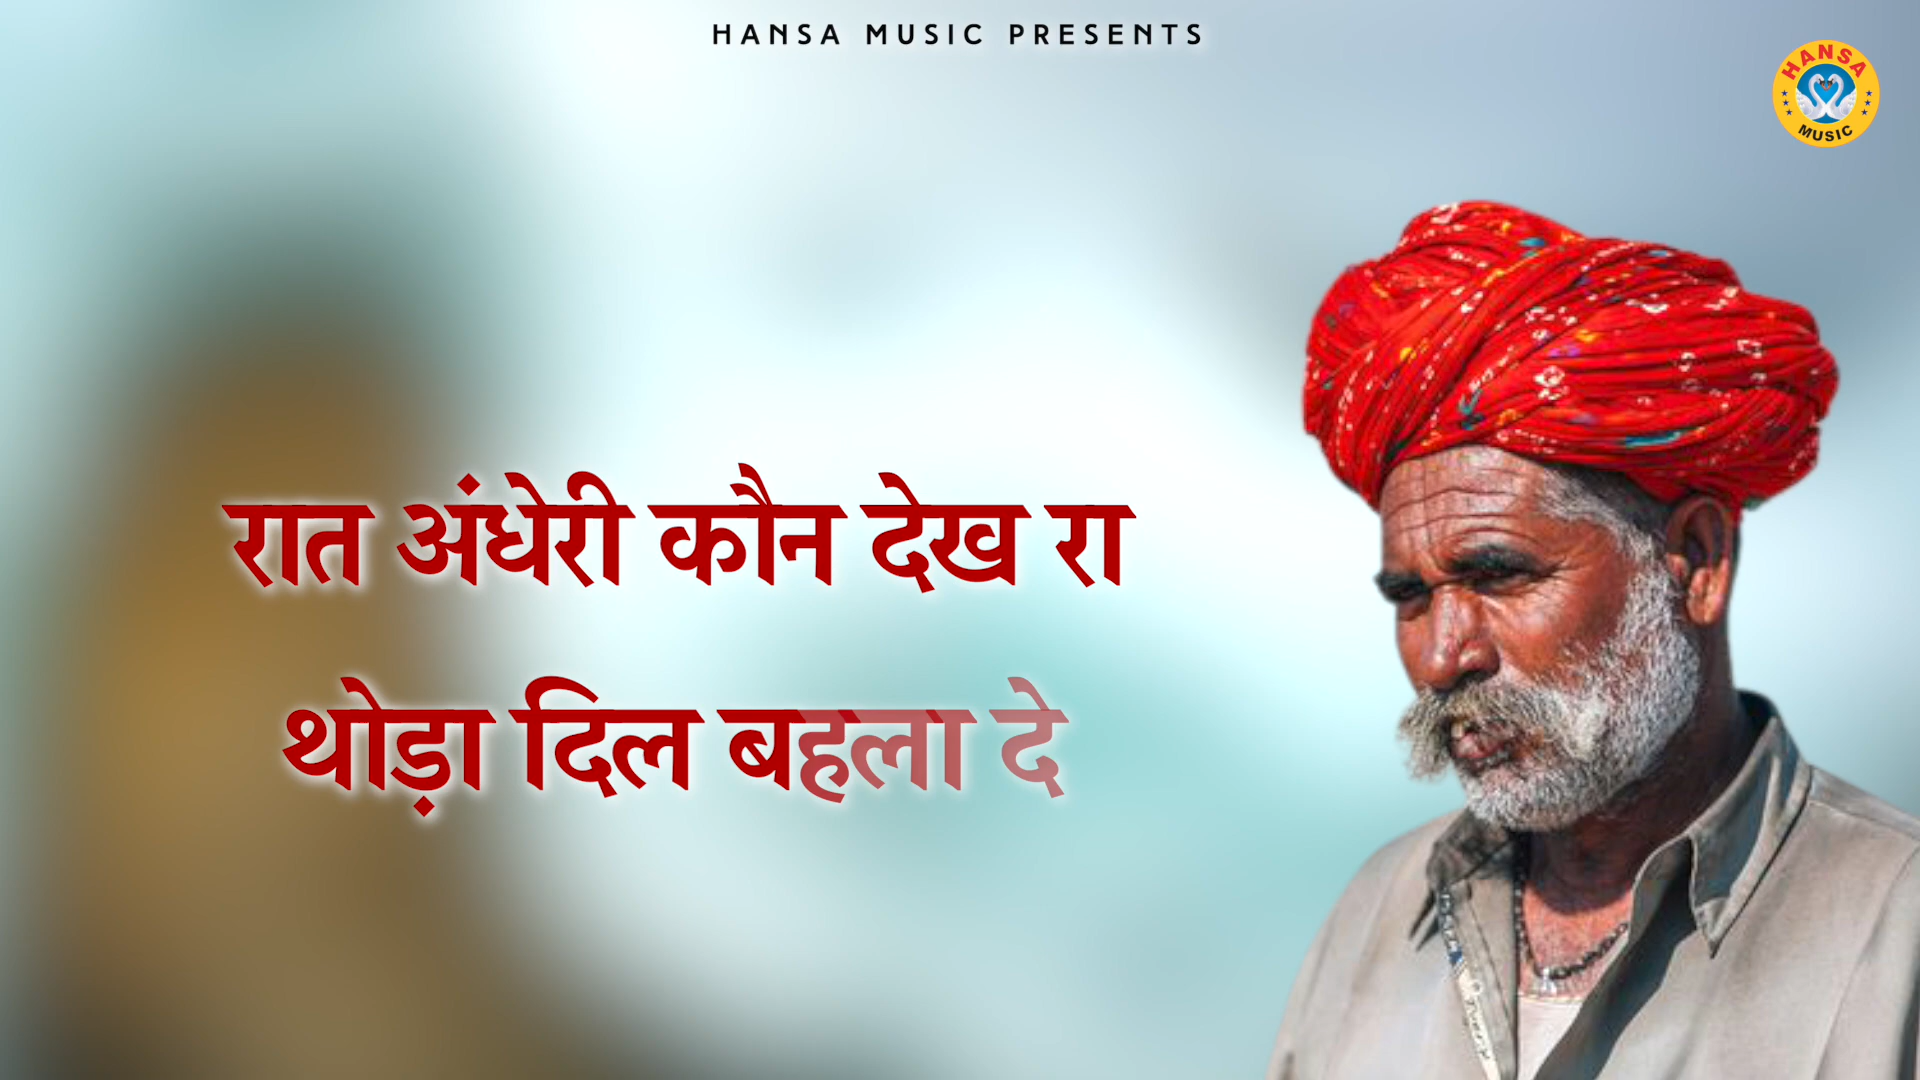 HANSA MUSIC PRESENTS
HANSA
MUSIC
रात अंधेरी कौन देख रा
थोड़ा दिल बहला दे